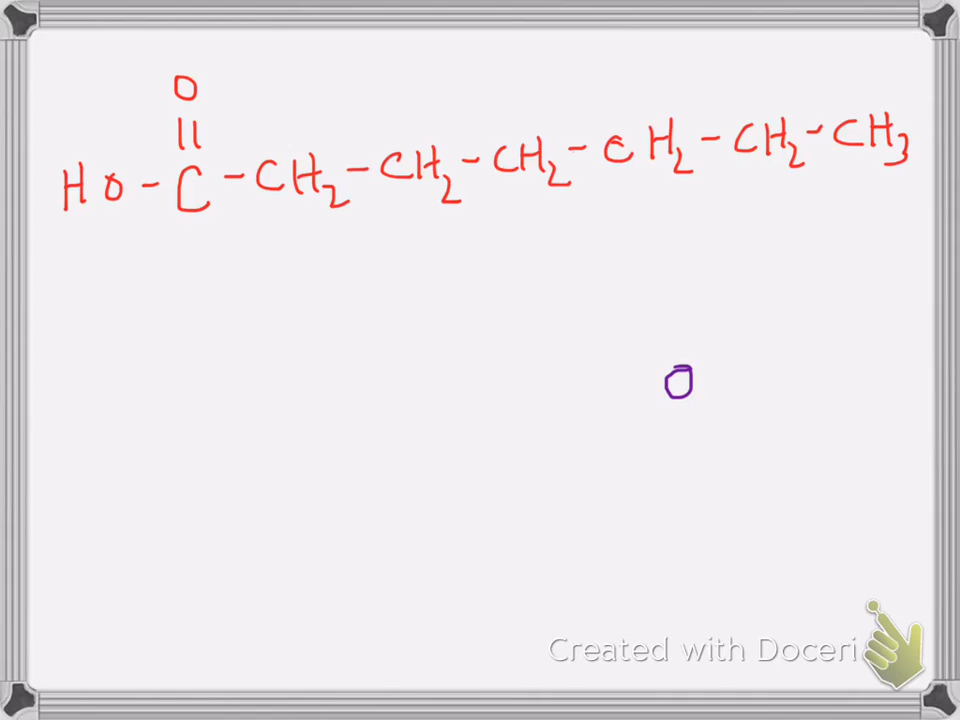 O
||
HO-C-CH2-CH2-CH2-CH2-CH2-CH3
O
Created with Doceri